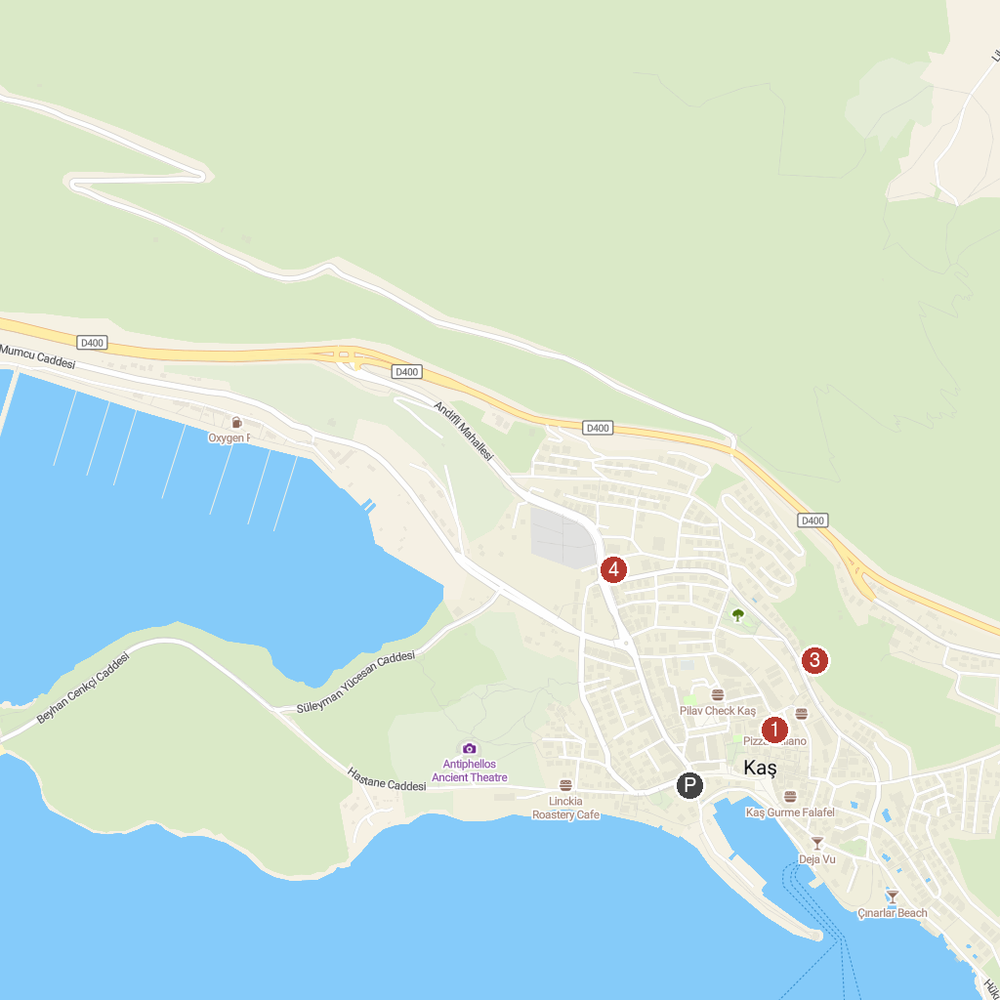 D400
Mumcu Caddesi
D400
Andifli Mahallesi
Oxygen
D400
D400
4
3
Beyhan Cenkçi Caddesi
Süleyman Yücesan Caddesi
Pilav Check Kaş
1
Kaş
Antiphellos
Ancient Theatre
Hastane Caddesi
P
Linckia
Roastery Cafe
Kaş Gurme Falafel
Deja Vu
Çınarlar Beach